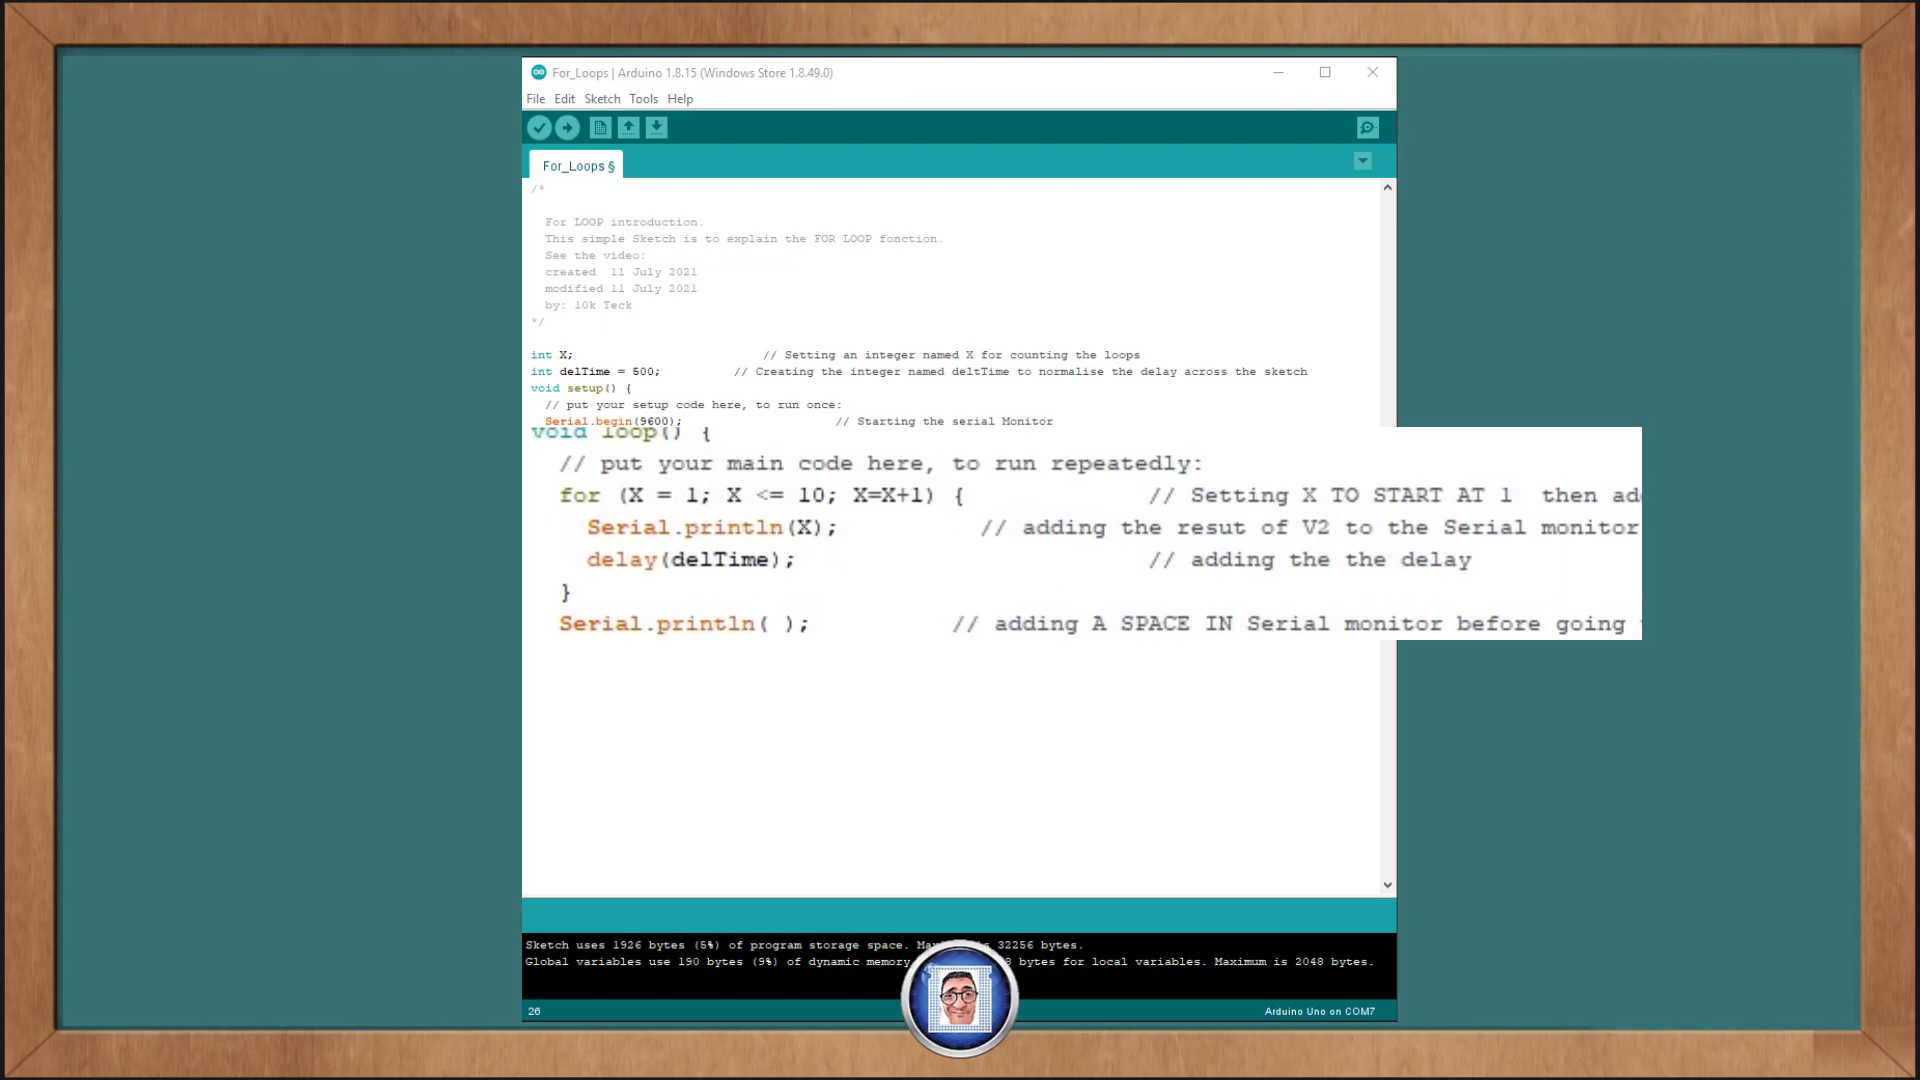 For_Loops | Arduino 1.8.15 (Windows Store 1.8.49.0)
File Edit Sketch Tools Help
For_Loops §
/*
For LOOP introduction.
This simple Sketch is to explain the FOR LOOP fonction.
See the video:
created  11 July 2021
modified 11 July 2021
by: 10k Teck
*/
int X; // Setting an integer named X for counting the loops
int delTime = 500; // Creating the integer named deltTime to normalise the delay across the sketch
void setup() {
// put your setup code here, to run once:
Serial.begin(9600); // Starting the serial Monitor
void loop() {
// put your main code here, to run repeatedly:
for (X = 1; X <= 10; X=X+1) { // Setting X TO START AT 1  then
Serial.println(X); // adding the resut of V2 to the Serial monitor
delay(delTime); // adding the the delay
}
Serial.println( ); // adding A SPACE IN Serial monitor before going
Sketch uses 1926 bytes (5%) of program storage space. 32256 bytes.
Global variables use 190 bytes (9%) of dynamic memory bytes for local variables. Maximum is 2048 bytes.
26
Arduino Uno on COM7